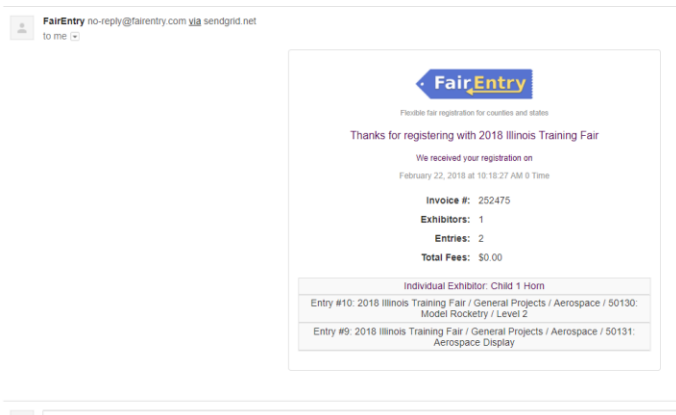 FairEntry no-reply@fairentry.com via sendgrid.net
to me
FairEntry
Flexible fair registration for counties and states
Thanks for registering with 2018 Illinois Training Fair
We received your registration on
February 22, 2018 at 10:18:27 AM 0 Time
Invoice #: 252475
Exhibitors: 1
Entries: 2
Total Fees: $0.00
Individual Exhibitor: Child 1 Horn
Entry #10: 2018 Illinois Training Fair / General Projects / Aerospace / 50130:
Model Rocketry / Level 2
Entry #9: 2018 Illinois Training Fair / General Projects / Aerospace / 50131:
Aerospace Display